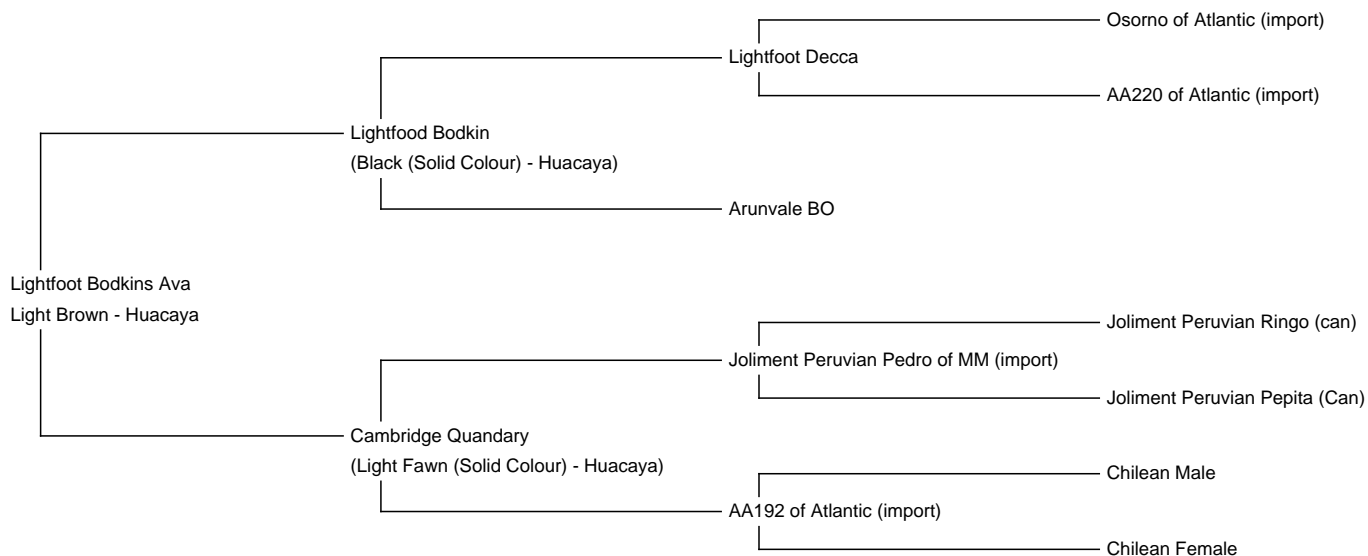 Osorno of Atlantic (import)
Lightfoot Decca
AA220 of Atlantic (import)
Lightfood Bodkin
(Black (Solid Colour) - Huacaya)
Arunvale BO
Lightfoot Bodkins Ava
Light Brown - Huacaya
Joliment Peruvian Ringo (can)
Joliment Peruvian Pedro of MM (import)
Joliment Peruvian Pepita (Can)
Cambridge Quandary
(Light Fawn (Solid Colour) - Huacaya)
Chilean Male
AA192 of Atlantic (import)
Chilean Female